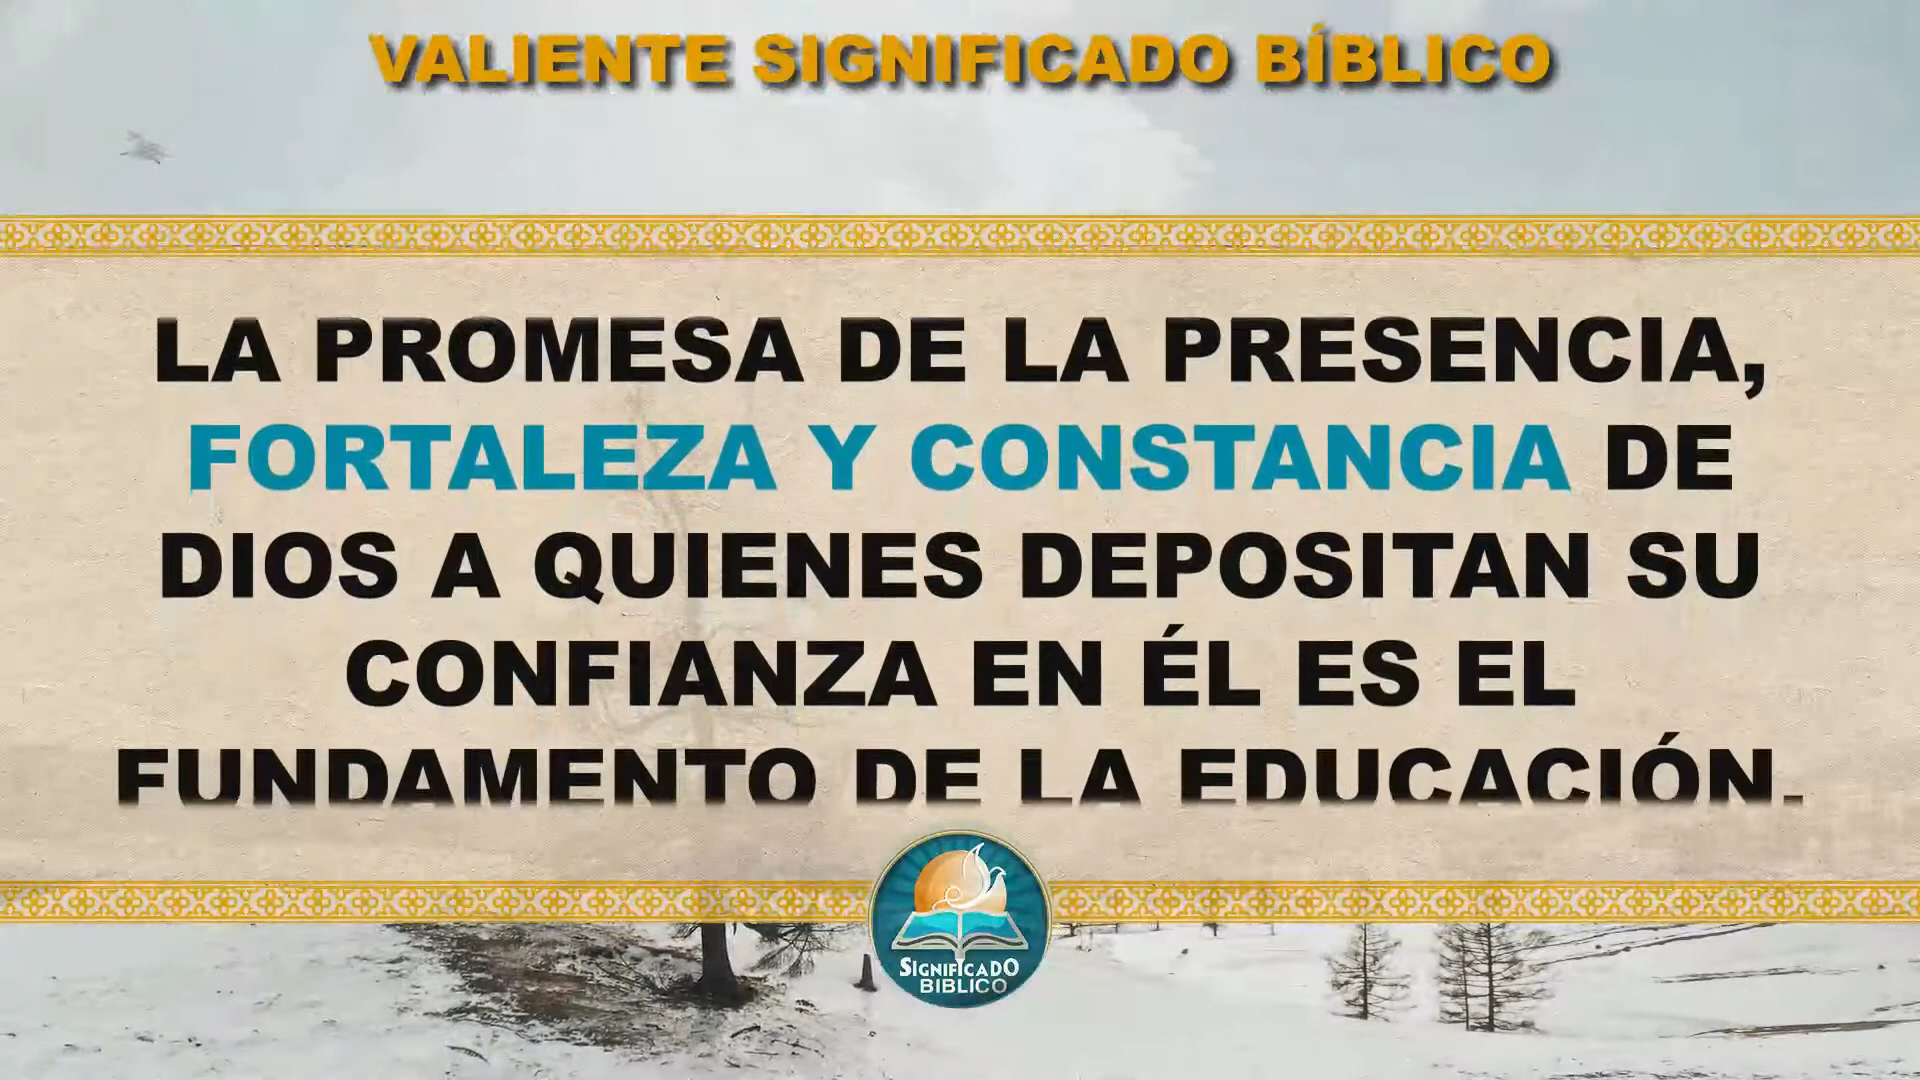 VALIENTE SIGNIFICADO BÍBLICO
LA PROMESA DE LA PRESENCIA,
FORTALEZA Y CONSTANCIA DE
DIOS A QUIENES DEPOSITAN SU
CONFIANZA EN ÉL ES EL
FUNDAMENTO DE LA EDUCACIÓN.
SIGNIFICADO
BIBLICO